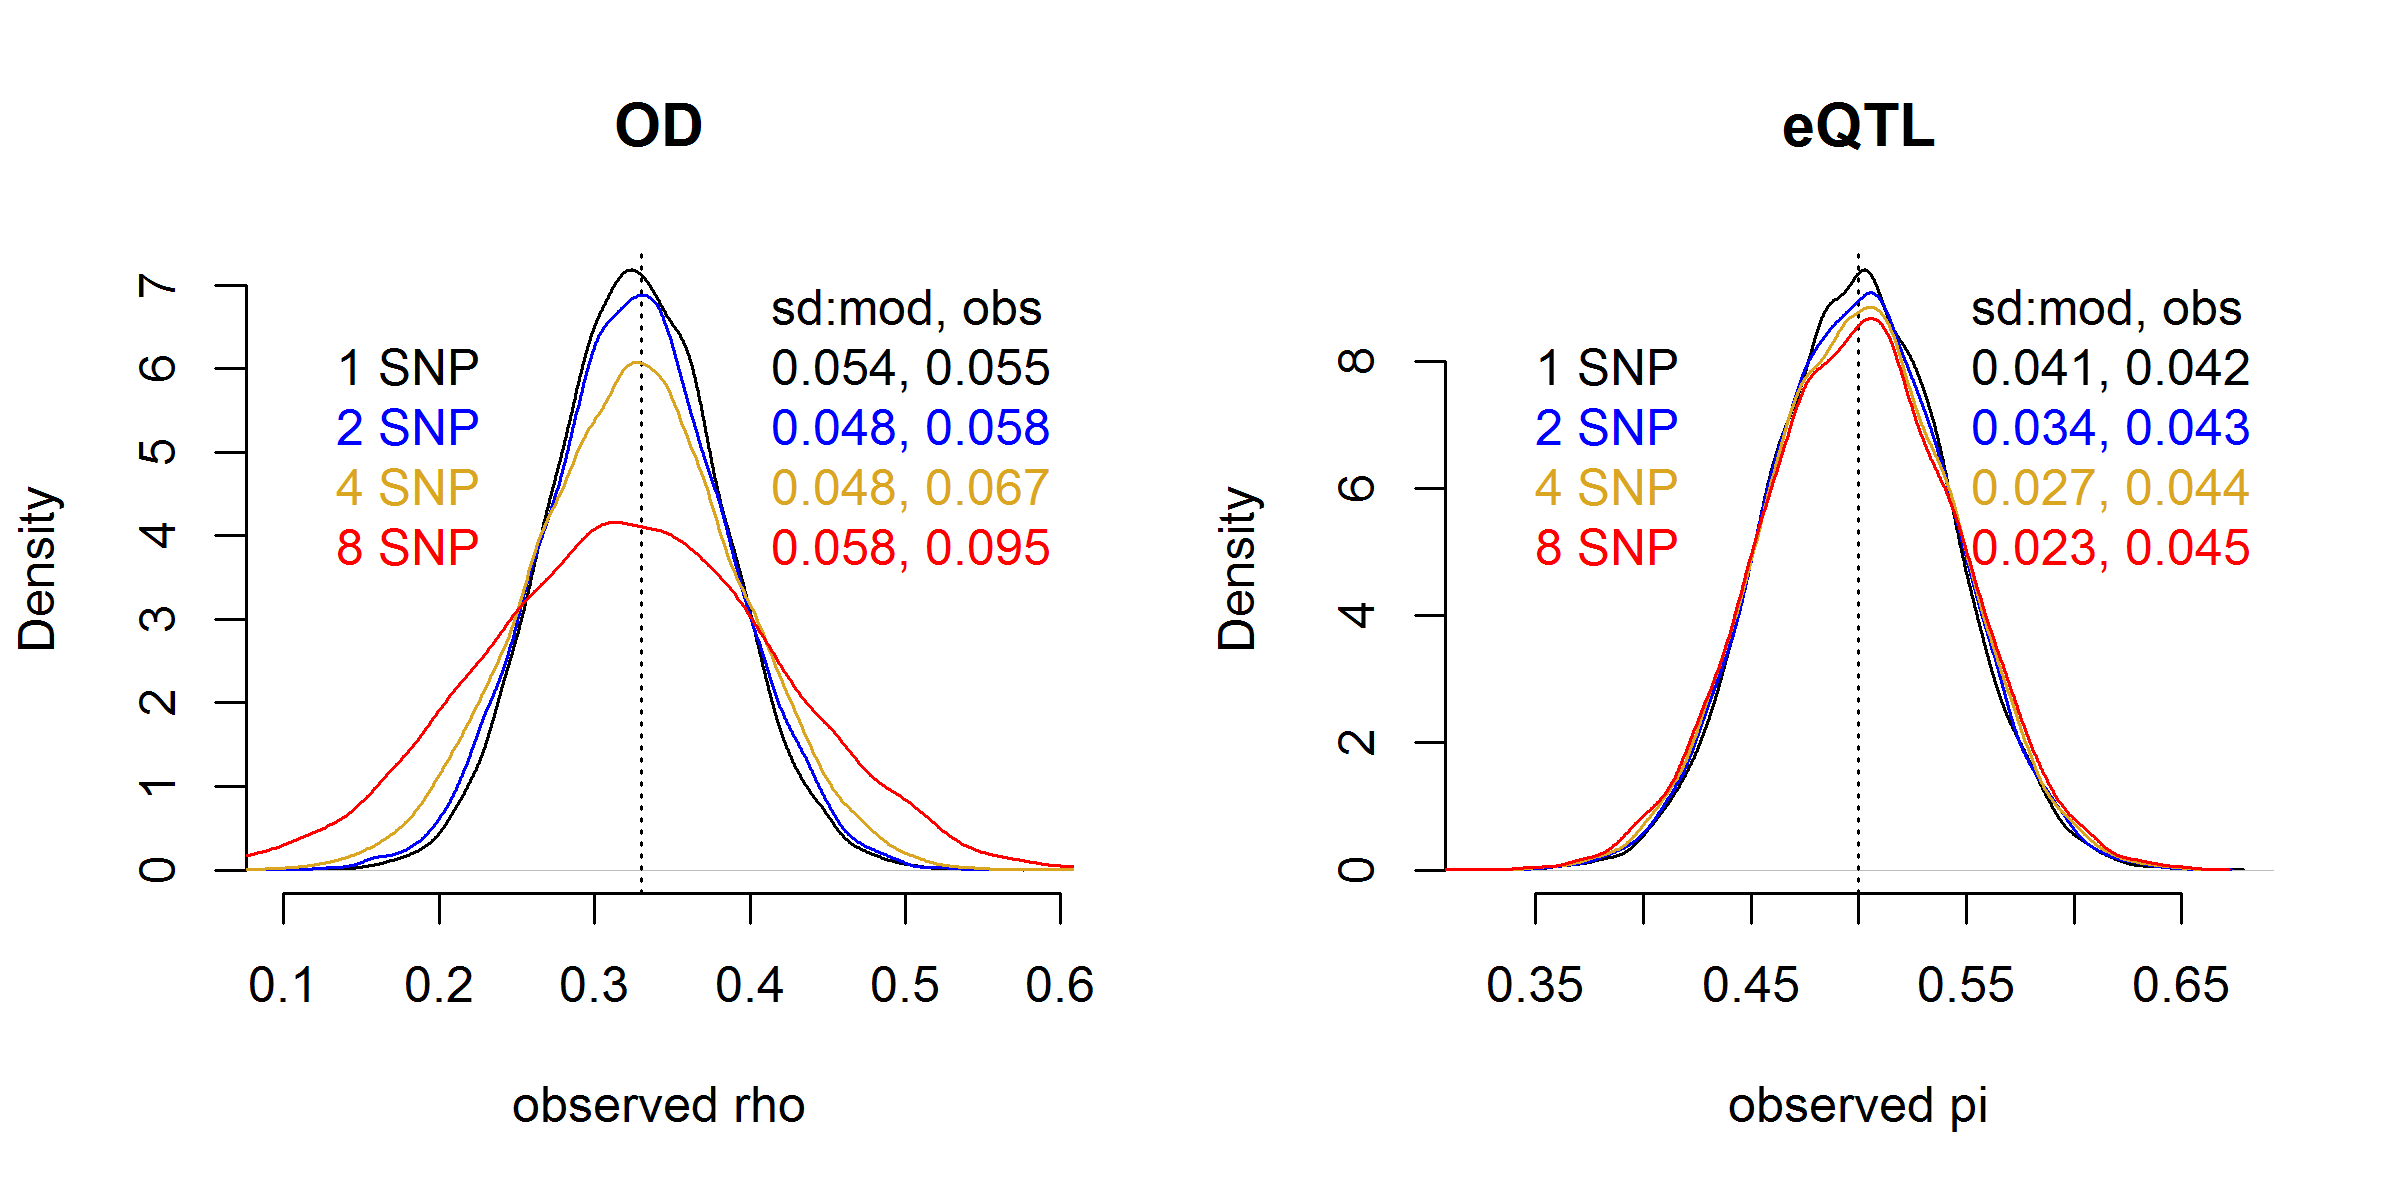 OD
7
6
5
4
3
2
1
0
Density
1 SNP
2 SNP
4 SNP
8 SNP
sd:mod, obs
0.054, 0.055
0.048, 0.058
0.048, 0.067
0.058, 0.095
0.1 0.2 0.3 0.4 0.5 0.6
observed rho
eQTL
8
6
4
2
0
Density
1 SNP
2 SNP
4 SNP
8 SNP
sd:mod, obs
0.041, 0.042
0.034, 0.043
0.027, 0.044
0.023, 0.045
0.35 0.45 0.55 0.65
observed pi